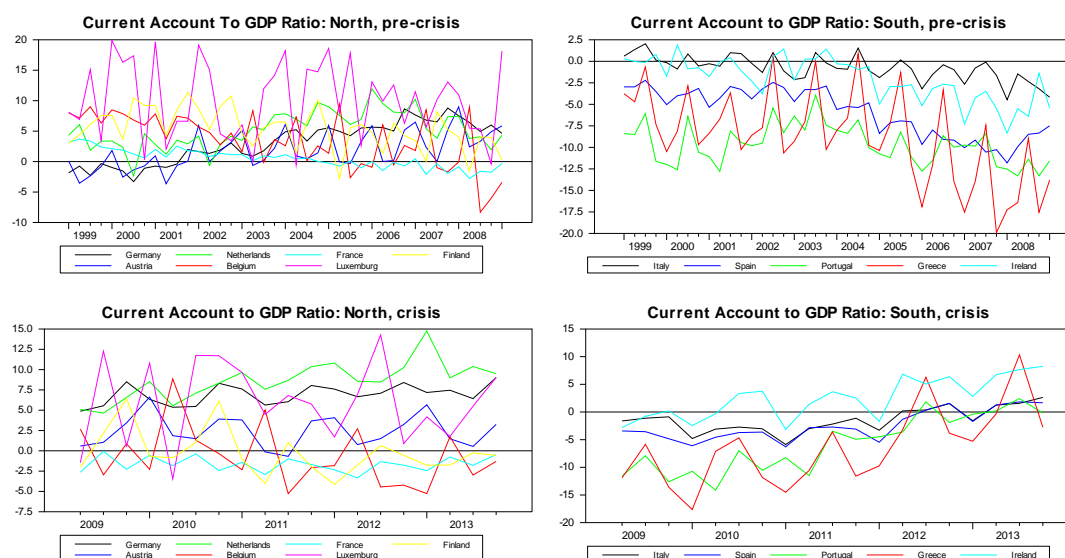 Current Account To GDP Ratio: North, pre-crisis
20
15
10
5
0
-5
-10
1999 2000 2001 2002 2003 2004 2005 2006 2007 2008
Germany Netherlands France Finland
Austria Belgium Luxemburg
Current Account to GDP Ratio: South, pre-crisis
2.5
0.0
-2.5
-5.0
-7.5
-10.0
-12.5
-15.0
-17.5
-20.0
1999 2000 2001 2002 2003 2004 2005 2006 2007 2008
Italy Spain Portugal Greece Ireland
Current Account to GDP Ratio: North, crisis
15.0
12.5
10.0
7.5
5.0
2.5
0.0
-2.5
-5.0
-7.5
2009 2010 2011 2012 2013
Germany Netherlands France Finland
Austria Belgium Luxemburg
Current Account to GDP Ratio: South, crisis
15
10
5
0
-5
-10
-15
-20
2009 2010 2011 2012 2013
Italy Spain Portugal Greece Ireland